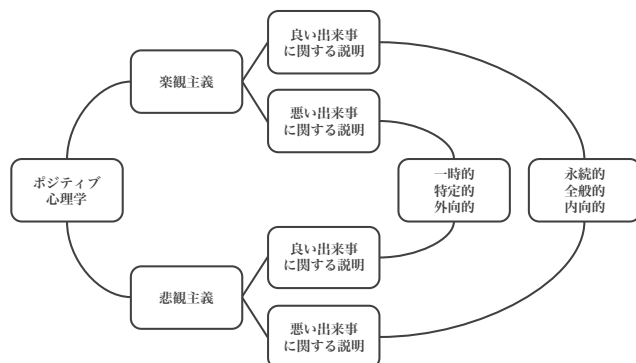 良い出来事
に関する説明
楽観主義
悪い出来事
に関する説明
ポジティブ
心理学
一時的
特定的
外向的
永続的
全般的
内向的
良い出来事
に関する説明
悲観主義
悪い出来事
に関する説明